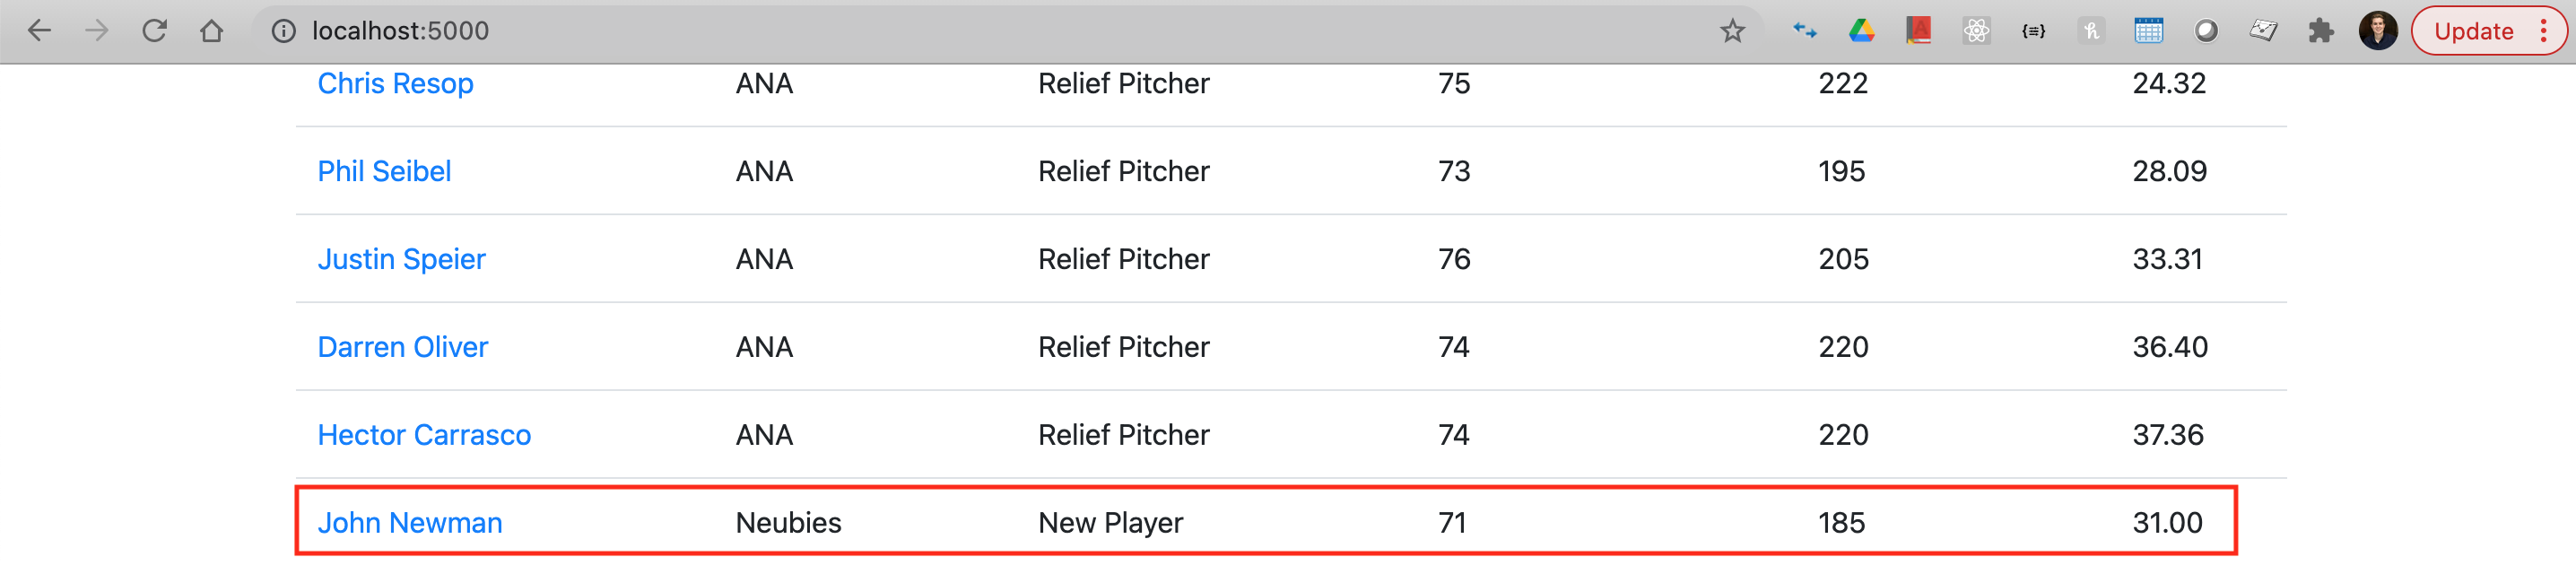 localhost:5000 Update
Chris Resop ANA Relief Pitcher 75 222 24.32
Phil Seibel ANA Relief Pitcher 73 195 28.09
Justin Speier ANA Relief Pitcher 76 205 33.31
Darren Oliver ANA Relief Pitcher 74 220 36.40
Hector Carrasco ANA Relief Pitcher 74 220 37.36
John Newman Neubies New Player 71 185 31.00